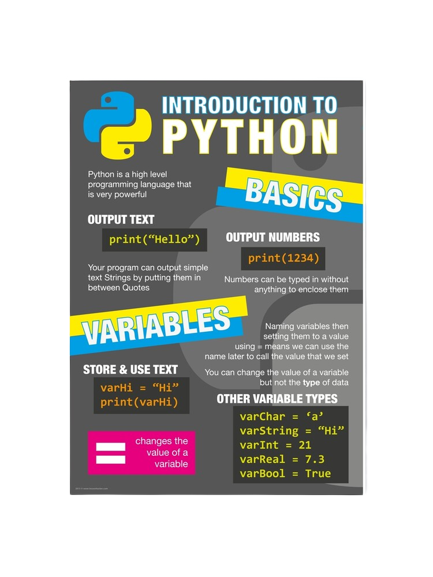 INTRODUCTION TO
PYTHON
Python is a high level
programming language that
is very powerful
BASICS
OUTPUT TEXT
print(“Hello”)
Your program can output simple
text Strings by putting them in
between Quotes
OUTPUT NUMBERS
print(1234)
Numbers can be typed in without
anything to enclose them
VARIABLES
Naming variables then
setting them to a value
using = means we can use the
name later to call the value that we set
You can change the value of a variable
but not the type of data
STORE & USE TEXT
varHi = “Hi”
print(varHi)
= changes the
value of a
variable
OTHER VARIABLE TYPES
varChar = ‘a’
varString = “Hi”
varInt = 21
varReal = 7.3
varBool = True